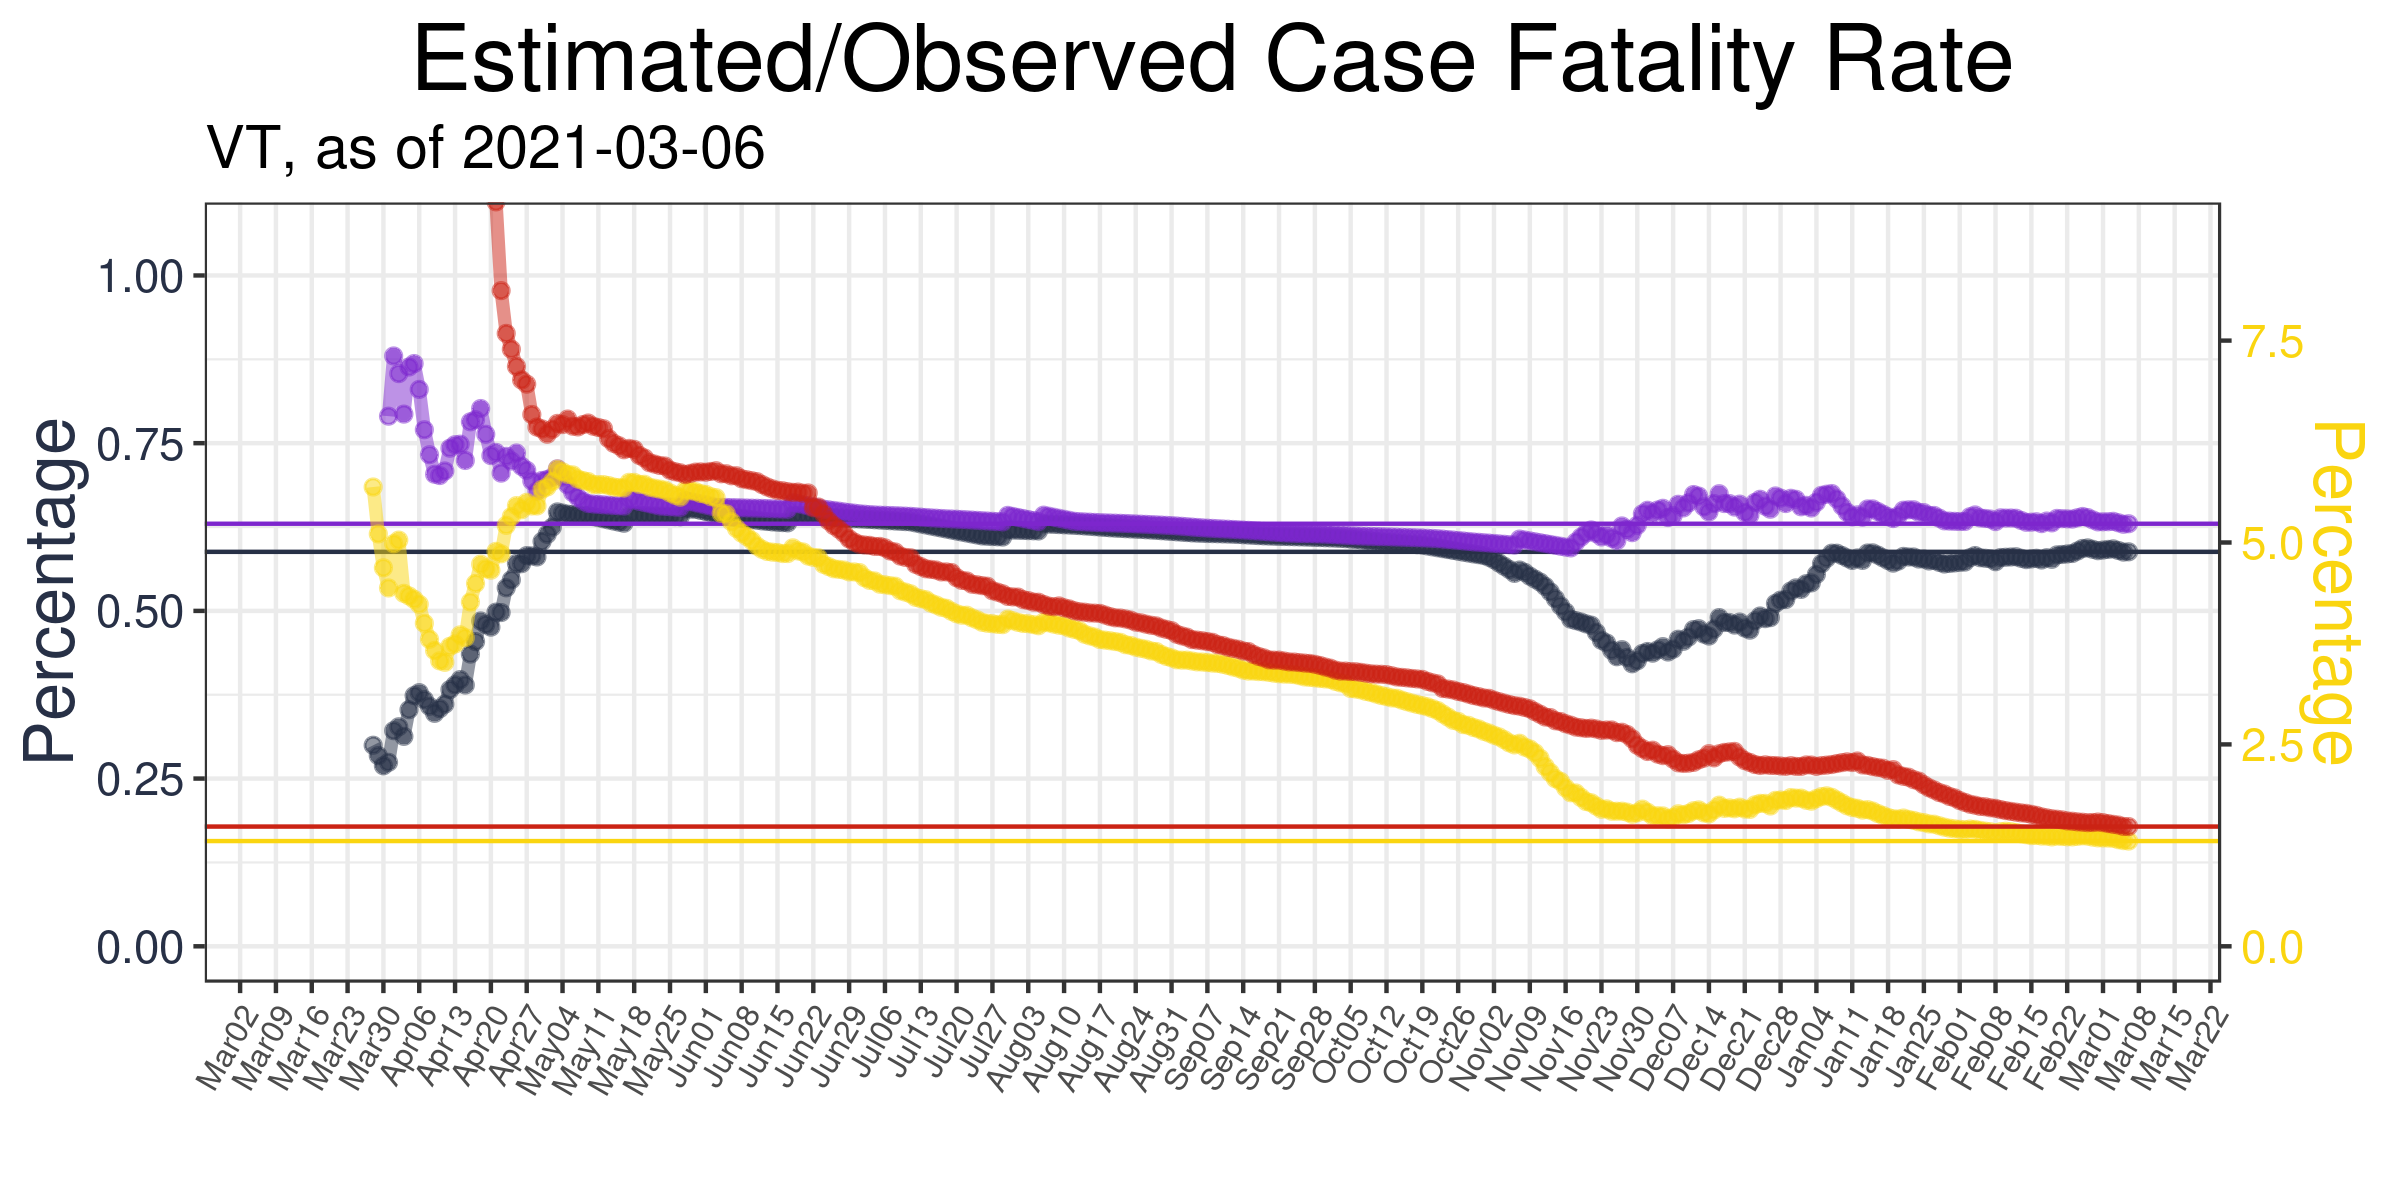 Estimated/Observed Case Fatality Rate
VT, as of 2021-03-06
Percentage
1.00
0.75
0.50
0.25
0.00
7.5
5.0
2.5
0.0
Percentage
Mar02
Mar09
Mar16
Mar23
Mar30
Apr06
Apr13
Apr20
Apr27
May04
May11
May18
May25
Jun01
Jun08
Jun15
Jun22
Jun29
Jul06
Jul13
Jul20
Jul27
Aug03
Aug10
Aug17
Aug24
Aug31
Sep07
Sep14
Sep21
Sep28
Oct05
Oct12
Oct19
Oct26
Nov02
Nov09
Nov16
Nov23
Nov30
Dec07
Dec14
Dec21
Dec28
Jan04
Jan11
Jan18
Jan25
Feb01
Feb08
Feb15
Feb22
Mar01
Mar08
Mar15
Mar22